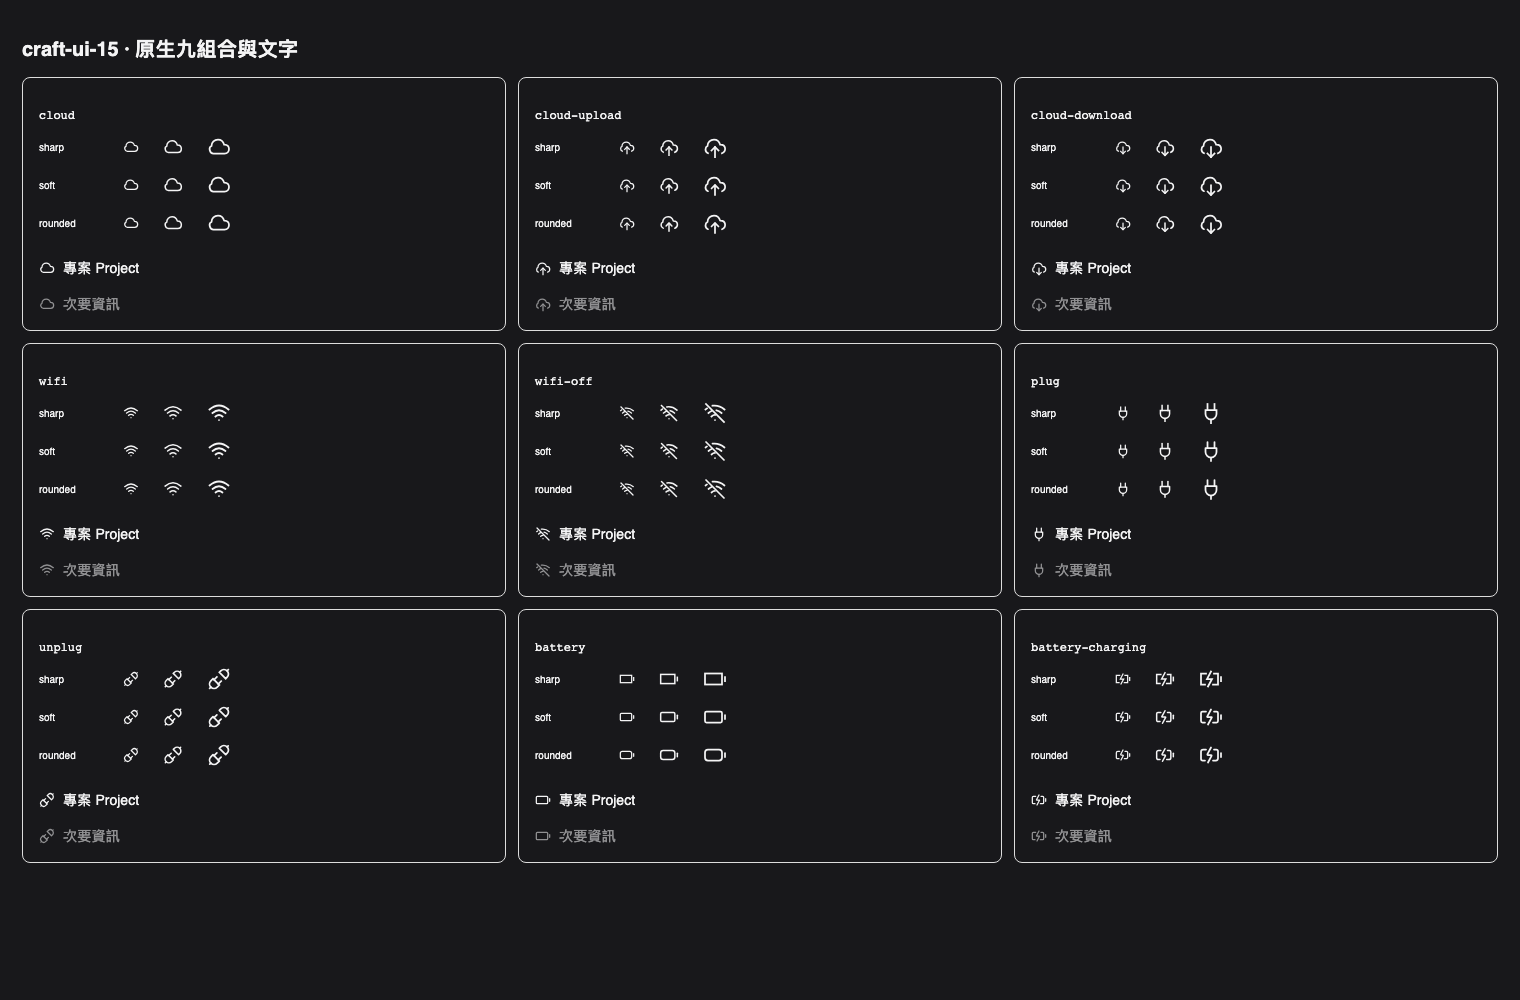 craft-ui-15 · 原生九組合與文字
cloud
sharp
soft
rounded
專案 Project
次要資訊
cloud-upload
sharp
soft
rounded
專案 Project
次要資訊
cloud-download
sharp
soft
rounded
專案 Project
次要資訊
wifi
sharp
soft
rounded
專案 Project
次要資訊
wifi-off
sharp
soft
rounded
專案 Project
次要資訊
plug
sharp
soft
rounded
專案 Project
次要資訊
unplug
sharp
soft
rounded
專案 Project
次要資訊
battery
sharp
soft
rounded
專案 Project
次要資訊
battery-charging
sharp
soft
rounded
專案 Project
次要資訊